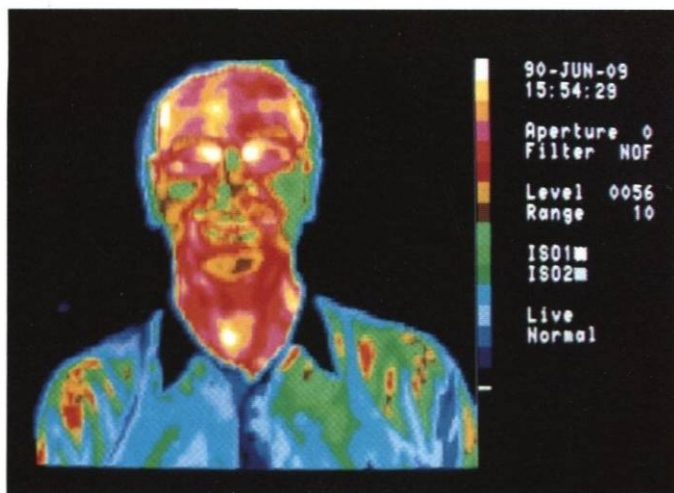 90-JUN-09
15:54:29
Aperture 0
Filter NOF
Level 0056
Range 10
ISO1
ISO2
Live
Normal